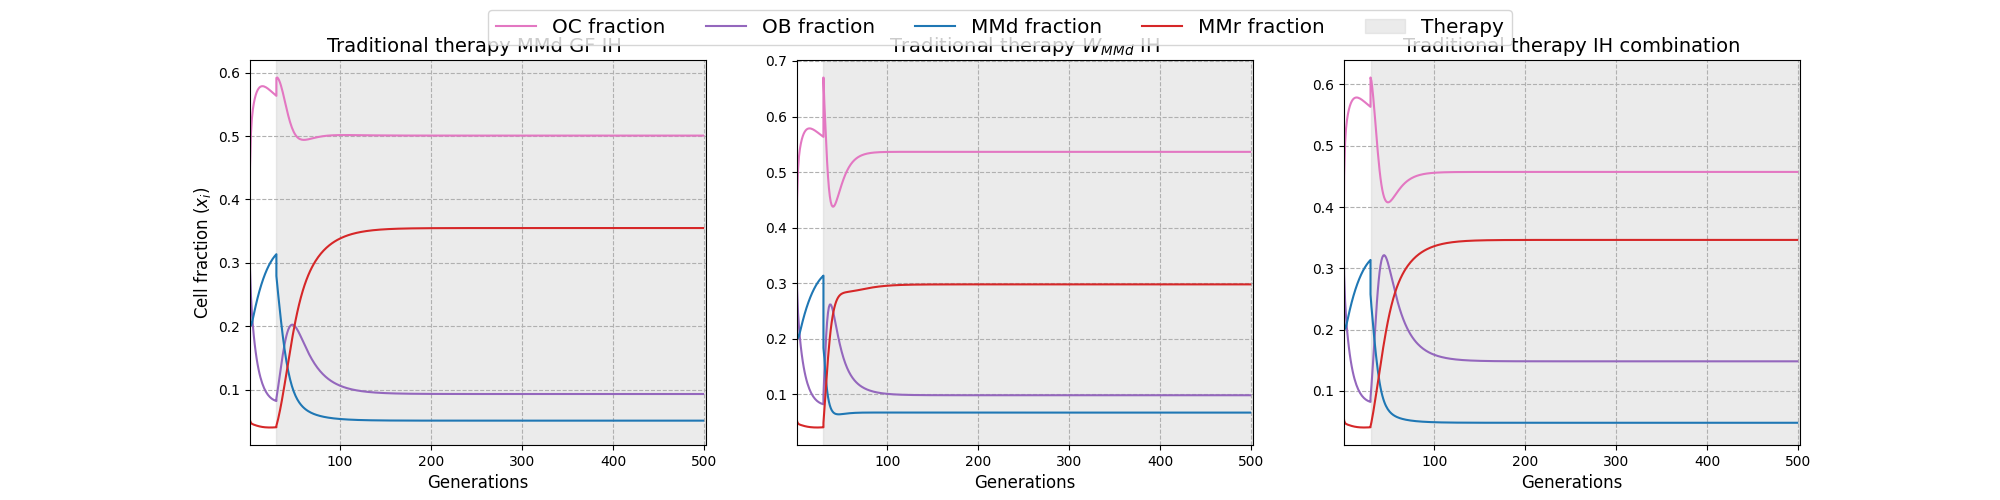 OC fraction OB fraction MMd fraction MMr fraction Therapy
Traditional therapy MMd GF IH
Traditional therapy W_MMd IH
Traditional therapy IH combination
Cell fraction (x_i)
0.6
0.5
0.4
0.3
0.2
0.1
100 200 300 400 500
Generations
0.7
0.6
0.5
0.4
0.3
0.2
0.1
100 200 300 400 500
Generations
0.6
0.5
0.4
0.3
0.2
0.1
100 200 300 400 500
Generations